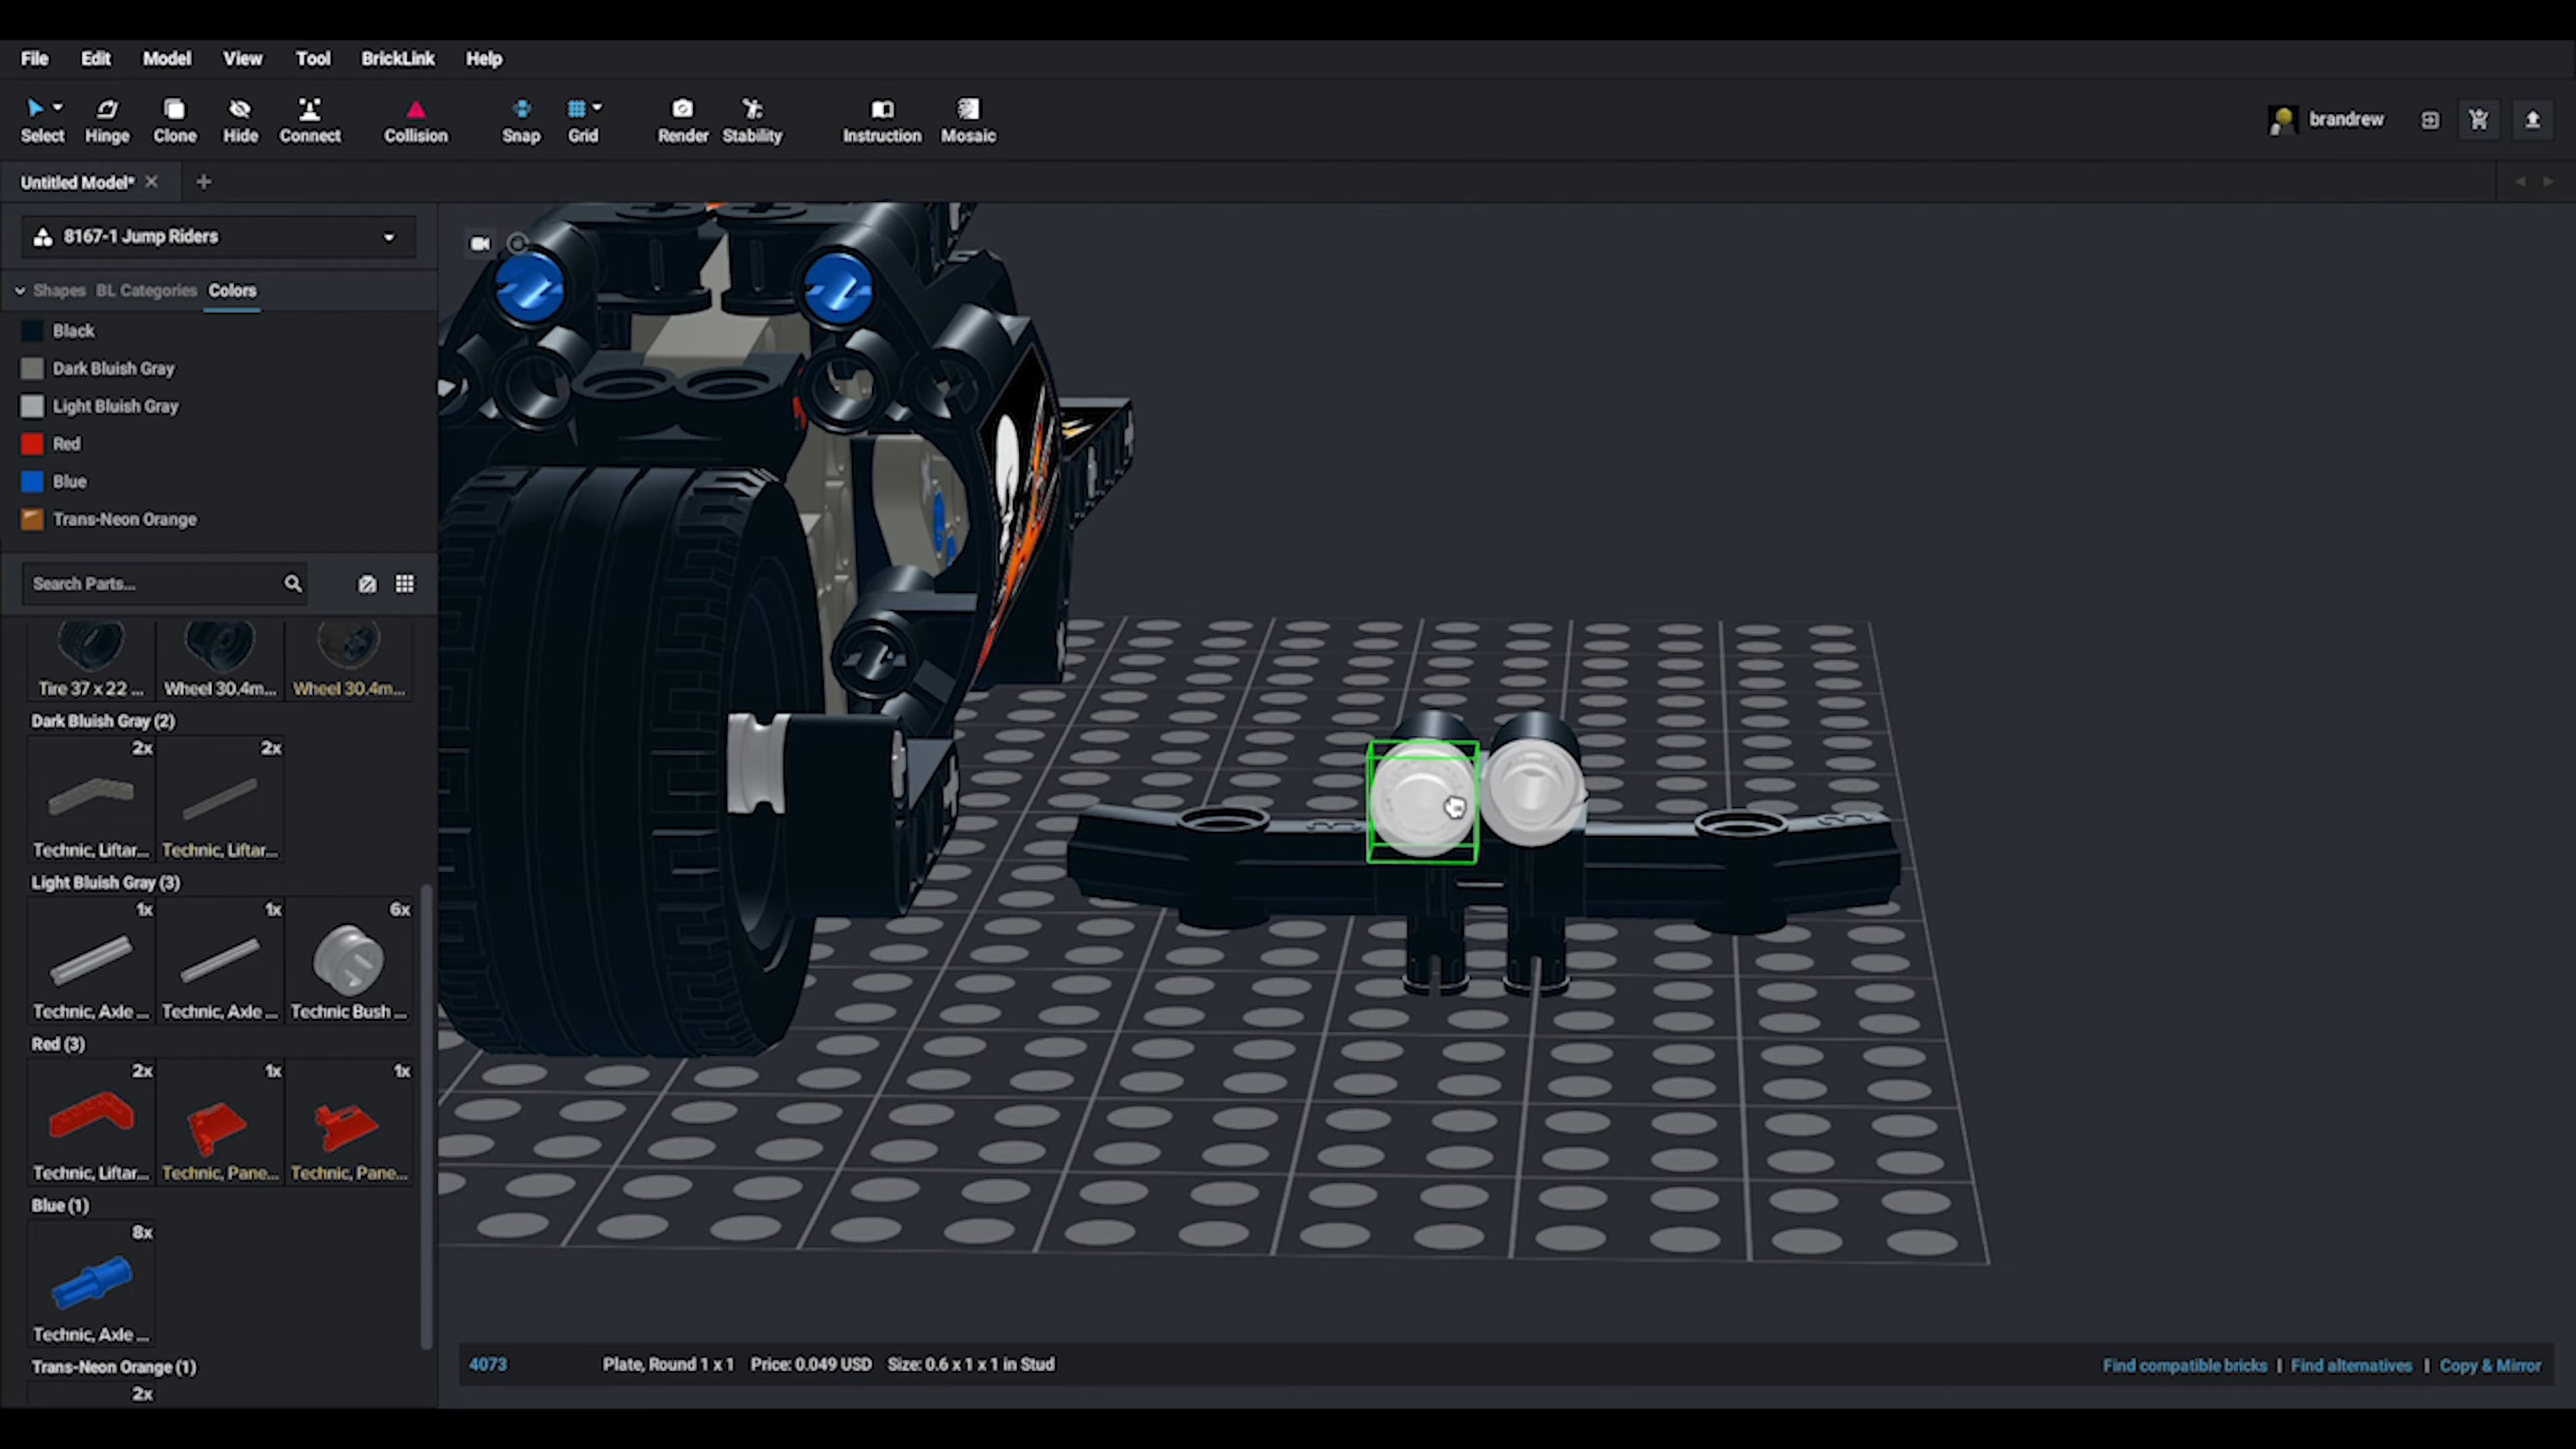 File Edit Model View Tool BrickLink Help
Select Hinge Clone Hide Connect Collision Snap Grid Render Stability Instruction Mosaic brandrew
Untitled Model*
8167-1 Jump Riders
Shapes BL Categories Colors
Black
Dark Bluish Gray
Light Bluish Gray
Red
Blue
Trans-Neon Orange
Search Parts...
Tire 37 x 22 ... Wheel 30.4m... Wheel 30.4m...
Dark Bluish Gray (2)
2x 2x
Technic, Liftar... Technic, Liftar...
Light Bluish Gray (3)
1x 1x 6x
Technic, Axle ... Technic, Axle ... Technic Bush ...
Red (3)
2x 1x 1x
Technic, Liftar... Technic, Pane... Technic, Pane...
Blue (1)
8x
Technic, Axle ...
Trans-Neon Orange (1)
2x
4073 Plate, Round 1 x 1 Price: 0.049 USD Size: 0.6 x 1 x 1 in Stud
Find compatible bricks | Find alternatives | Copy & Mirror